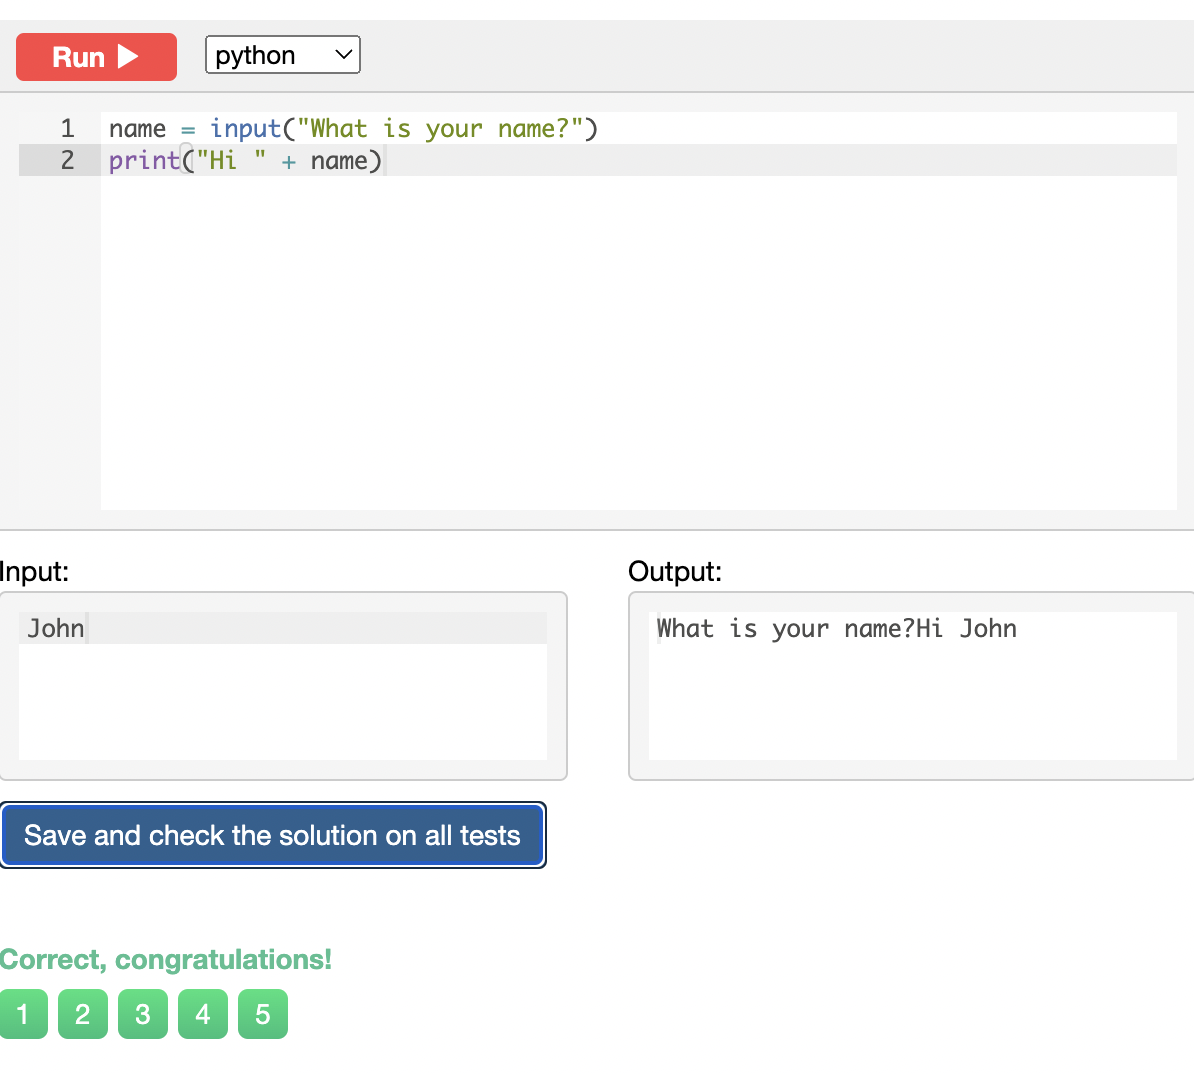 Run python
1 name = input("What is your name?")
2 print("Hi " + name)
Input:
John
Output:
What is your name?Hi John
Save and check the solution on all tests
Correct, congratulations!
1 2 3 4 5